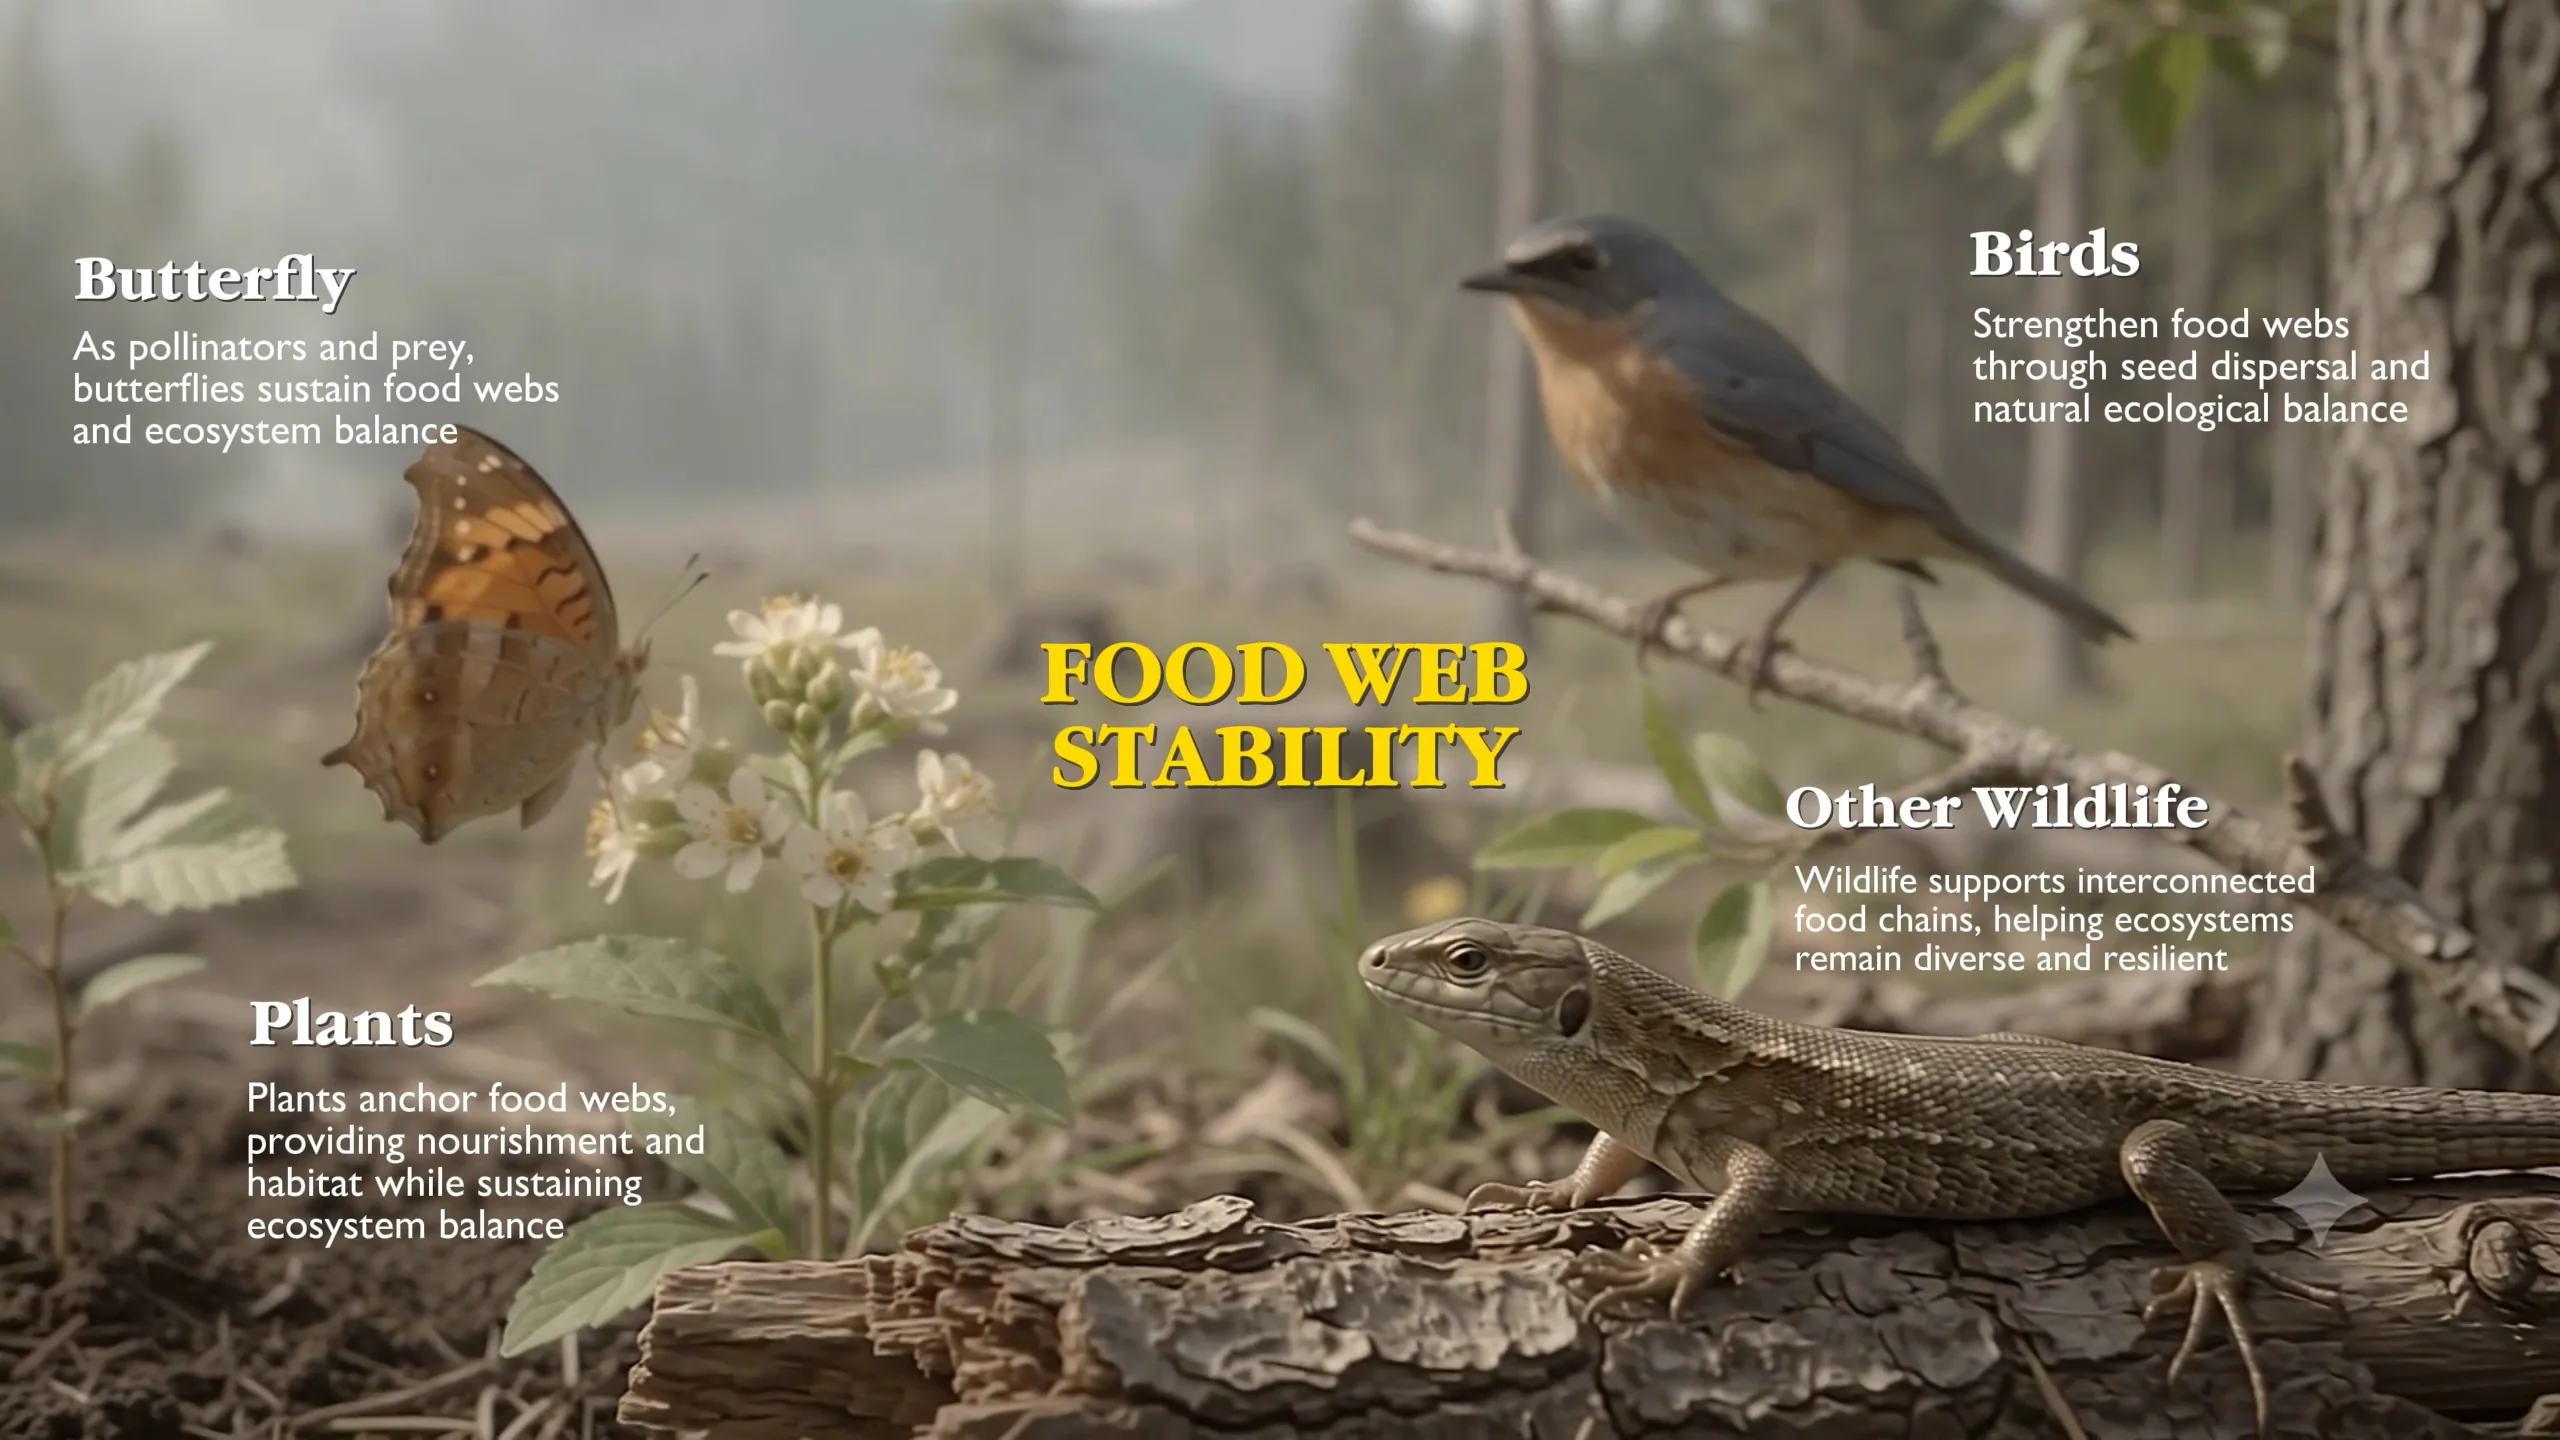 Butterfly
As pollinators and prey,
butterflies sustain food webs
and ecosystem balance
Birds
Strengthen food webs
through seed dispersal and
natural ecological balance
FOOD WEB
STABILITY
Other Wildlife
Wildlife supports interconnected
food chains, helping ecosystems
remain diverse and resilient
Plants
Plants anchor food webs,
providing nourishment and
habitat while sustaining
ecosystem balance